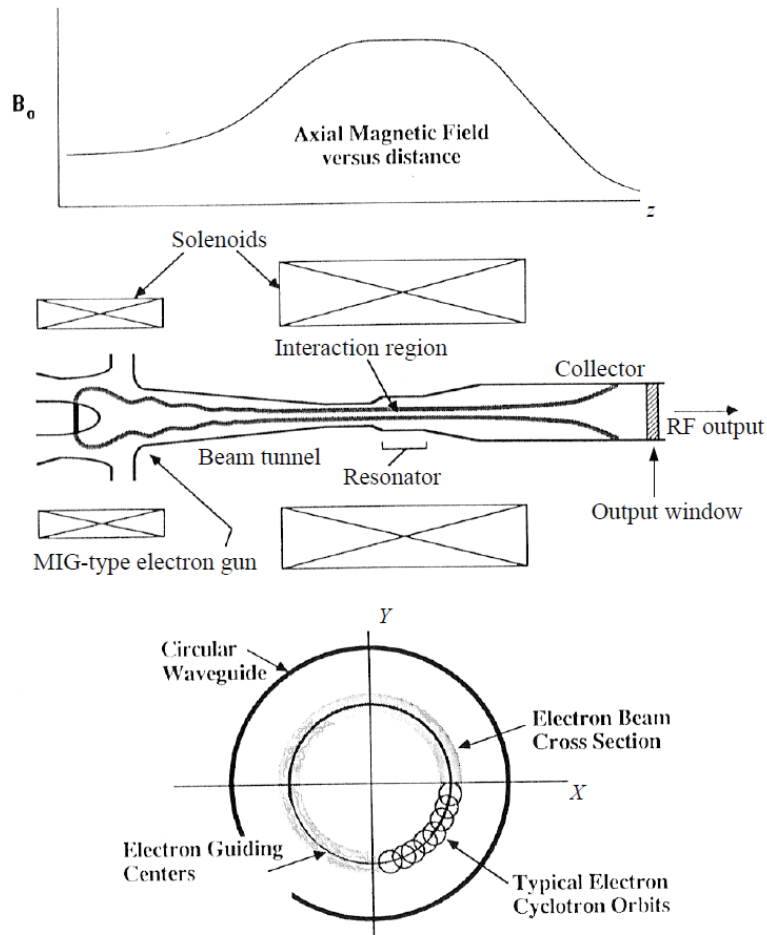 B₀
Axial Magnetic Field
versus distance
z
Solenoids
Interaction region
Collector
RF output
Beam tunnel
Resonator
Output window
MIG-type electron gun
Y
Circular
Waveguide
Electron Beam
Cross Section
X
Electron Guiding
Centers
Typical Electron
Cyclotron Orbits